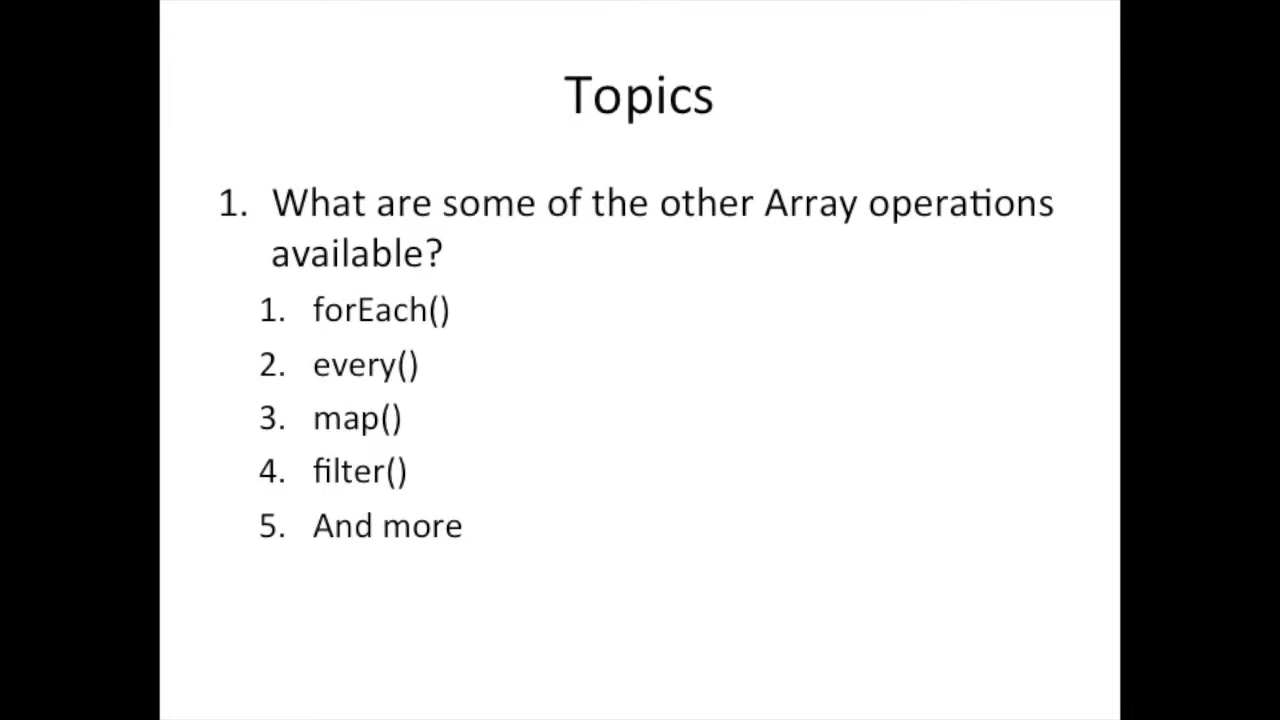 Topics
1. What are some of the other Array operations
available?
1. forEach()
2. every()
3. map()
4. filter()
5. And more